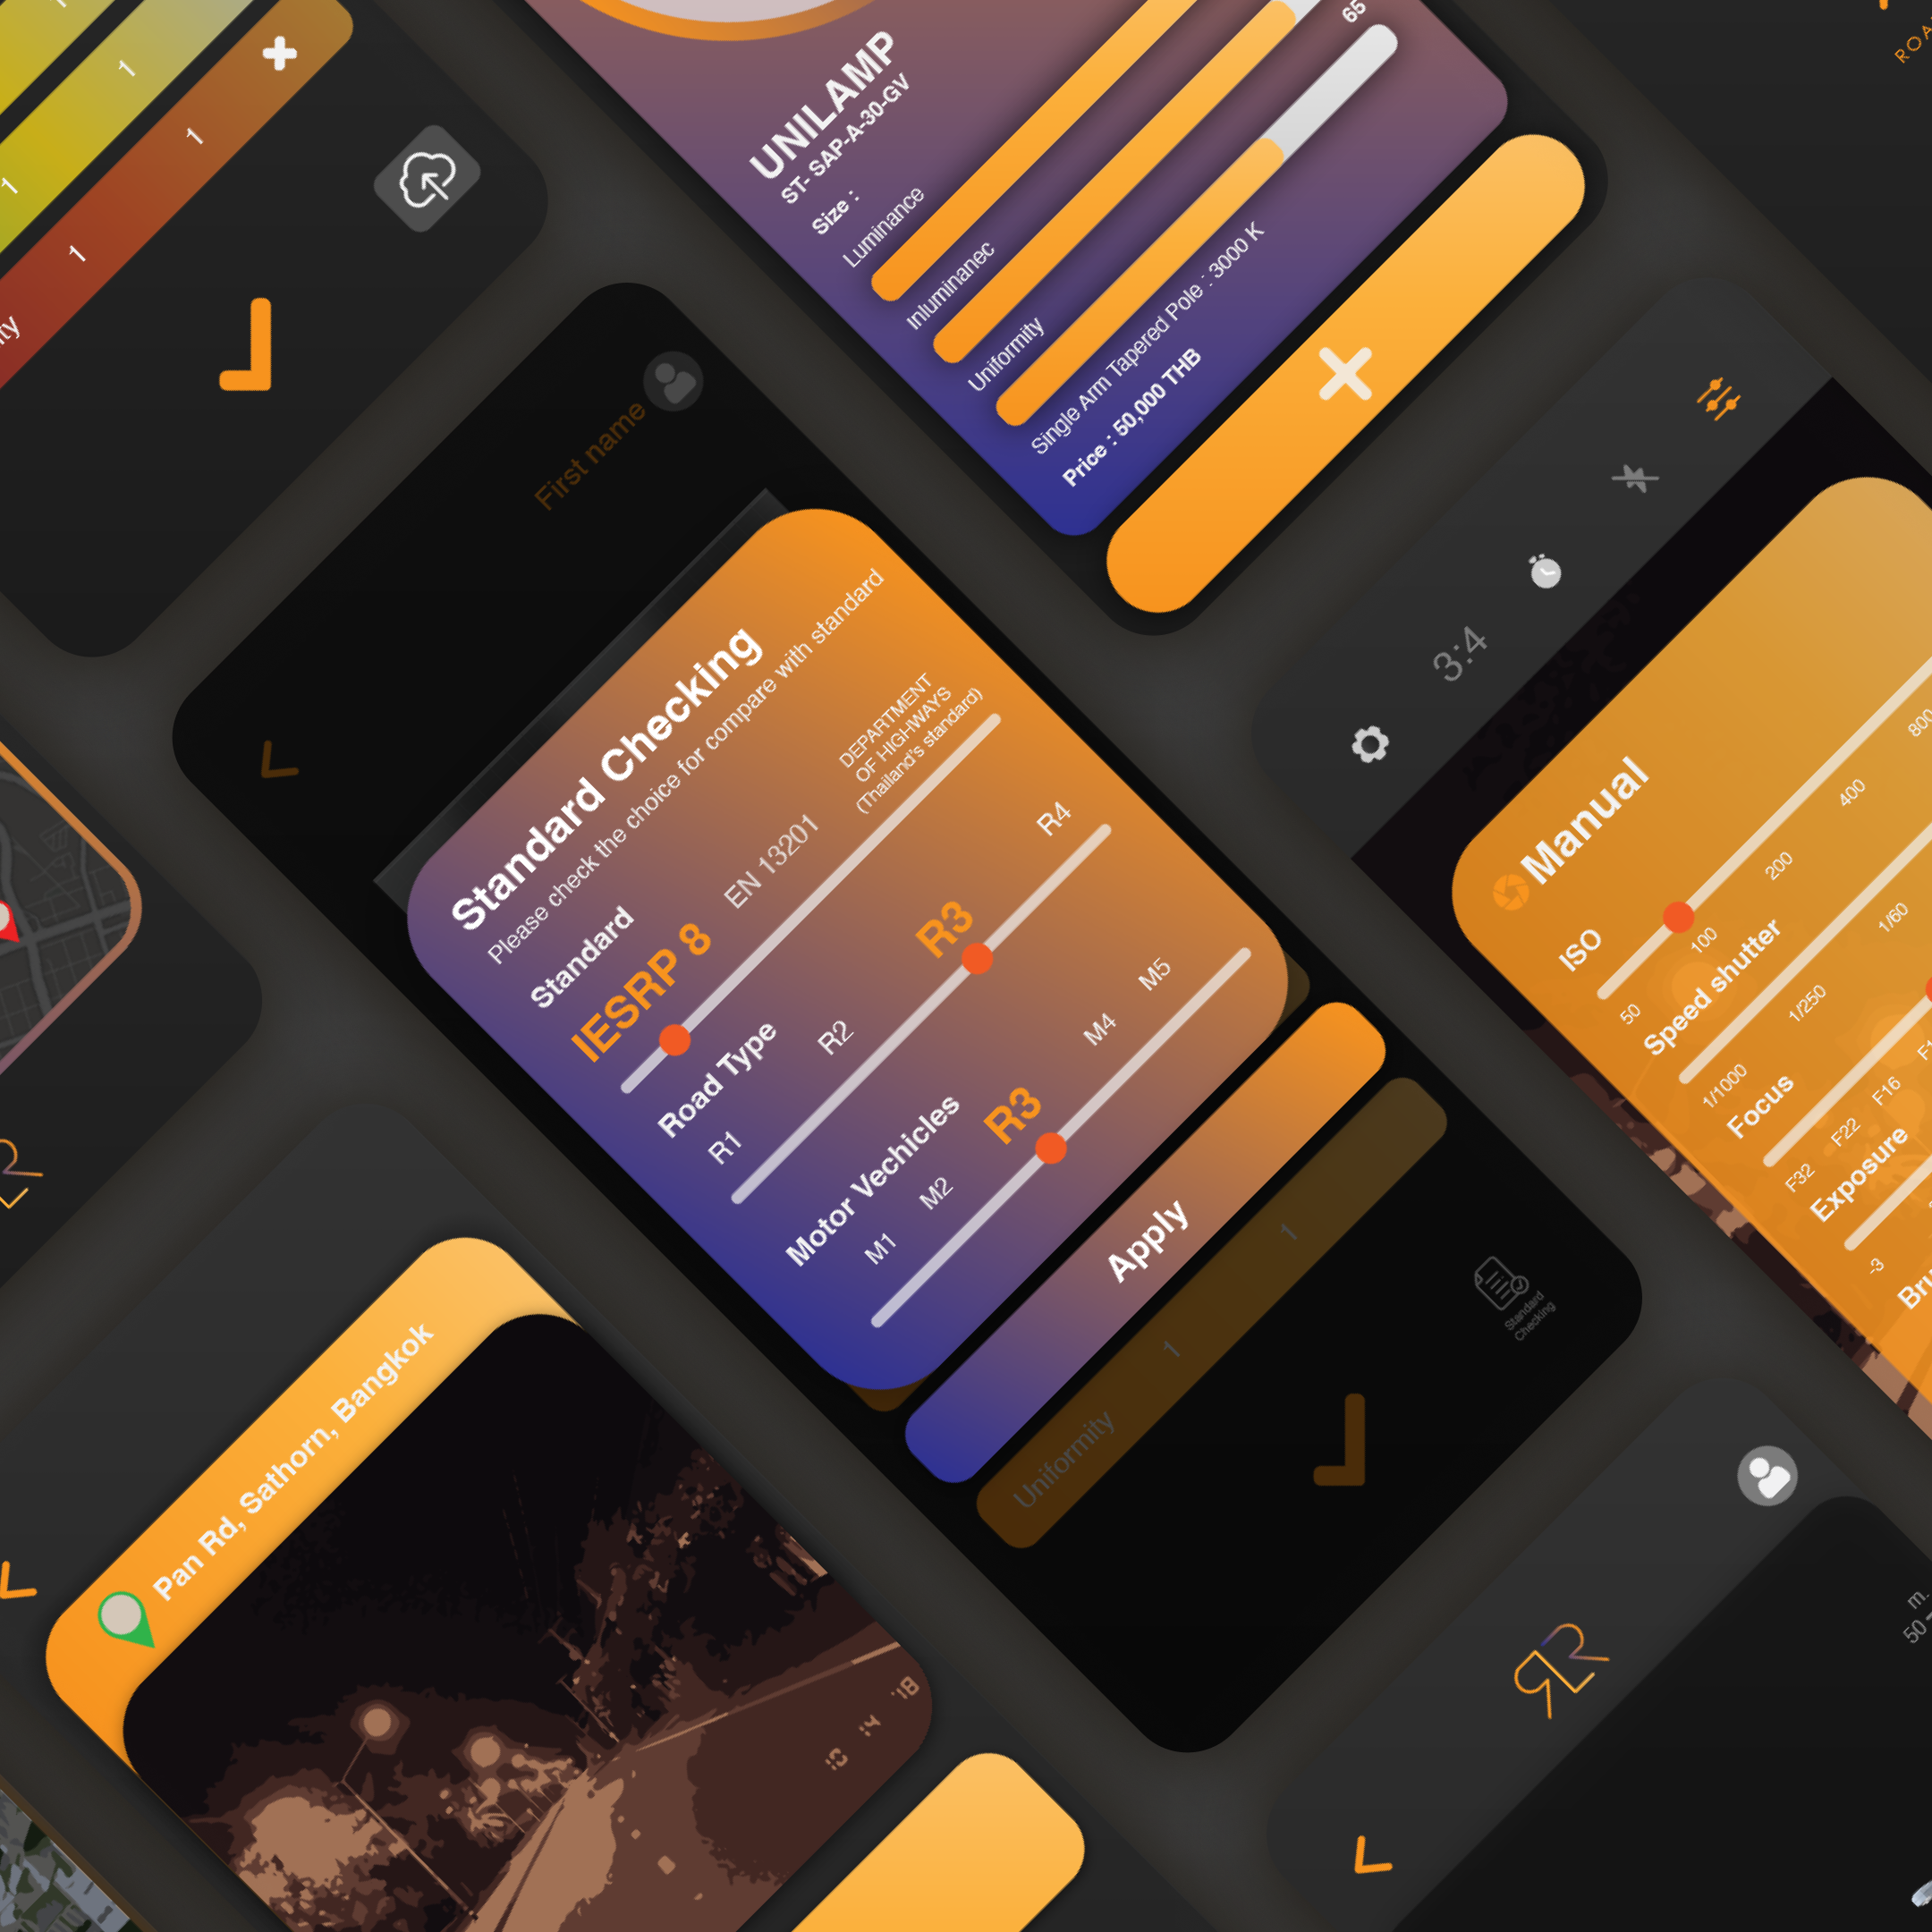 1
1
1
1
1
UNILAMP
ST- SAP-A-30-GV
Size :
Luminance
Inluminanec
65
Uniformity
Single Arm Tapered Pole : 3000 K
Price : 50,000 THB
First name
Standard Checking
Please check the choice for compare with standard
Standard
IESRP 8
EN 13201
DEPARTMENT
OF HIGHWAYS
(Thailand's standard)
Road Type
R1
R2
R3
R4
Motor Vechicles
M1
M2
R3
M4
M5
Apply
Uniformity
1
1
Standard
Checking
3:4
Manual
ISO
50
100
200
400
800
Speed shutter
1/1000
1/250
1/60
Focus
F32
F22
F16
Exposure
-3
Pan Rd, Sathorn, Bangkok
10 14 '18
m.
50